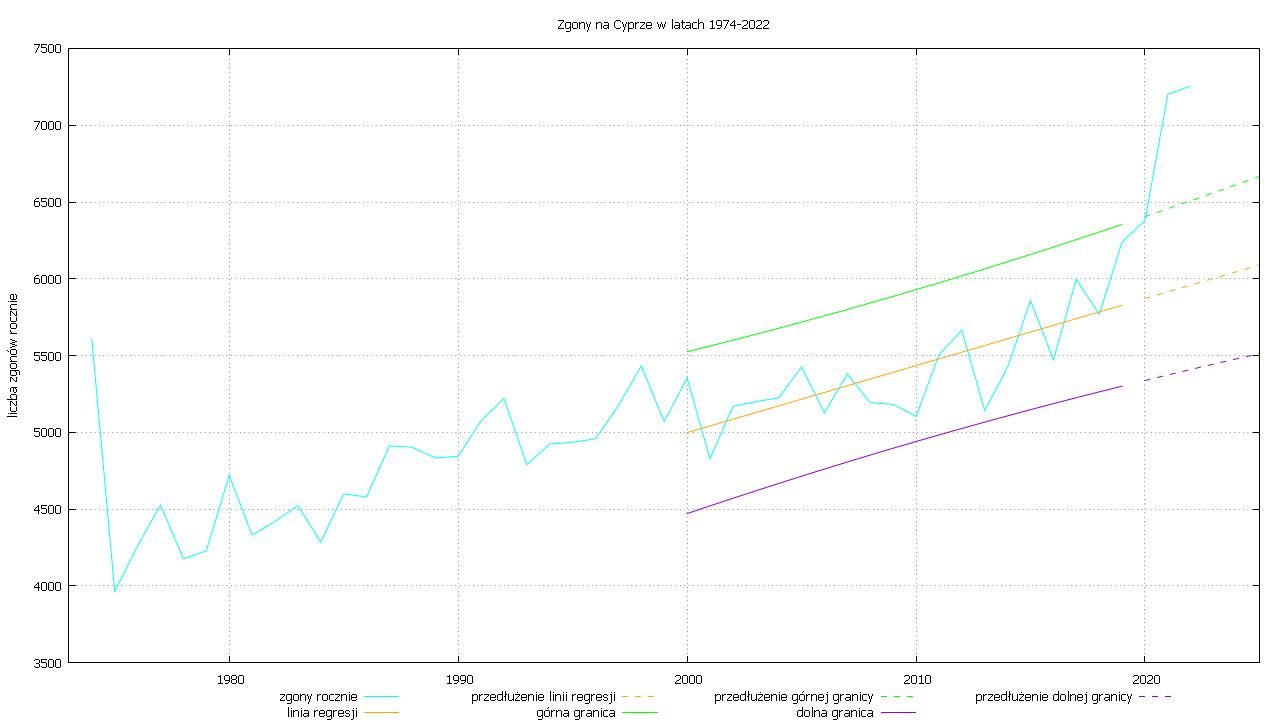 Zgony na Cyprze w latach 1974-2022
7500
7000
6500
6000
5500
5000
4500
4000
3500
liczba zgonów rocznie
1980 1990 2000 2010 2020
zgony rocznie przedłużenie linii regresji przedłużenie górnej granicy przedłużenie dolnej granicy
linia regresji górna granica dolna granica